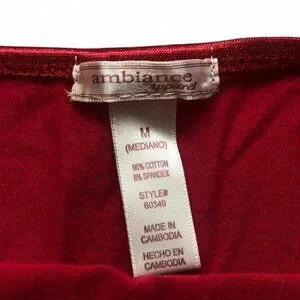 ambiance
Apparel
M
(MEDIANO)
95% COTTON
5% SPANDEX
STYLE#
60340
MADE IN
CAMBODIA
HECHO EN
CAMBODIA